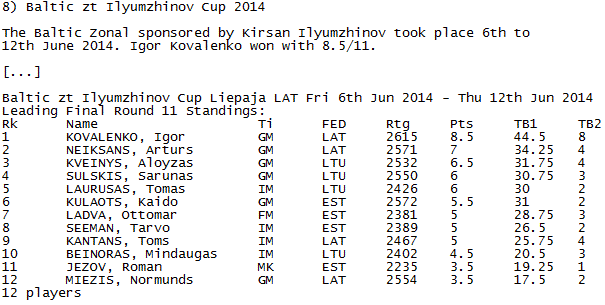 8) Baltic zt Ilyumzhinov Cup 2014
The Baltic Zonal sponsored by Kirsan Ilyumzhinov took place 6th to
12th June 2014. Igor Kovalenko won with 8.5/11.
[...]
Baltic zt Ilyumzhinov Cup Liepaja LAT Fri 6th Jun 2014 - Thu 12th Jun 2014
Leading Final Round 11 Standings:
Rk Name Ti FED Rtg Pts TB1 TB2
1 KOVALENKO, Igor GM LAT 2615 8.5 44.5 8
2 NEIKSANS, Arturs GM LAT 2571 7 34.25 4
3 KVEINYS, Aloyzas GM LTU 2532 6.5 31.75 4
4 SULSKIS, Sarunas GM LTU 2550 6 30.75 3
5 LAURUSAS, Tomas IM LTU 2426 6 30 2
6 KULAOTS, Kaido GM EST 2572 5.5 31 2
7 LADVA, Ottomar FM EST 2381 5 28.75 3
8 SEEMAN, Tarvo IM EST 2389 5 26.5 2
9 KANTANS, Toms IM LAT 2467 5 25.75 4
10 BEINORAS, Mindaugas IM LTU 2402 4.5 20.5 3
11 JEZOV, Roman MK EST 2235 3.5 19.25 1
12 MIEZIS, Normunds GM LAT 2554 3.5 17.5 2
12 players